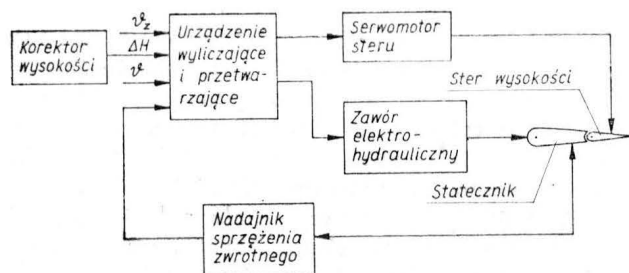 Korektor
wysokości
ϑz
ΔH
ϑ
Urządzenie
wyliczające
i przetwa-
rzające
Serwomotor
steru
Ster wysokości
Zawór
elektro-
hydrauliczny
Statecznik
Nadajnik
sprzężenia
zwrotnego